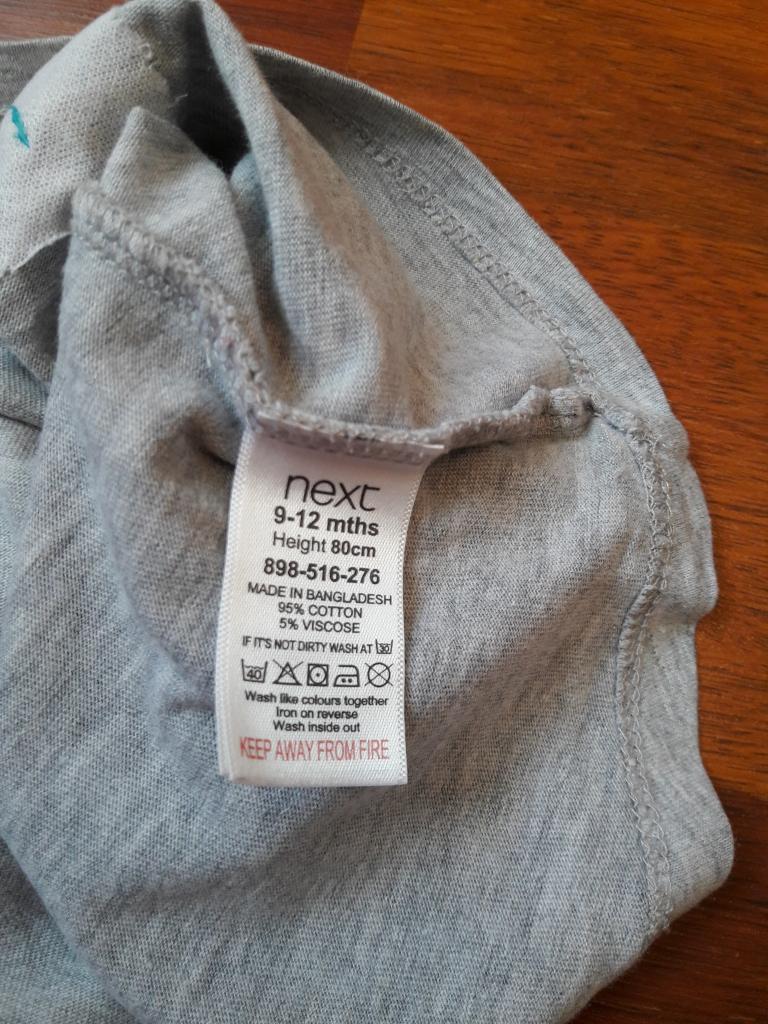 next
9-12 mths
Height 80cm
898-516-276
MADE IN BANGLADESH
95% COTTON
5% VISCOSE
IF IT'S NOT DIRTY WASH AT 30
40
Wash like colours together
Iron on reverse
Wash inside out
KEEP AWAY FROM FIRE